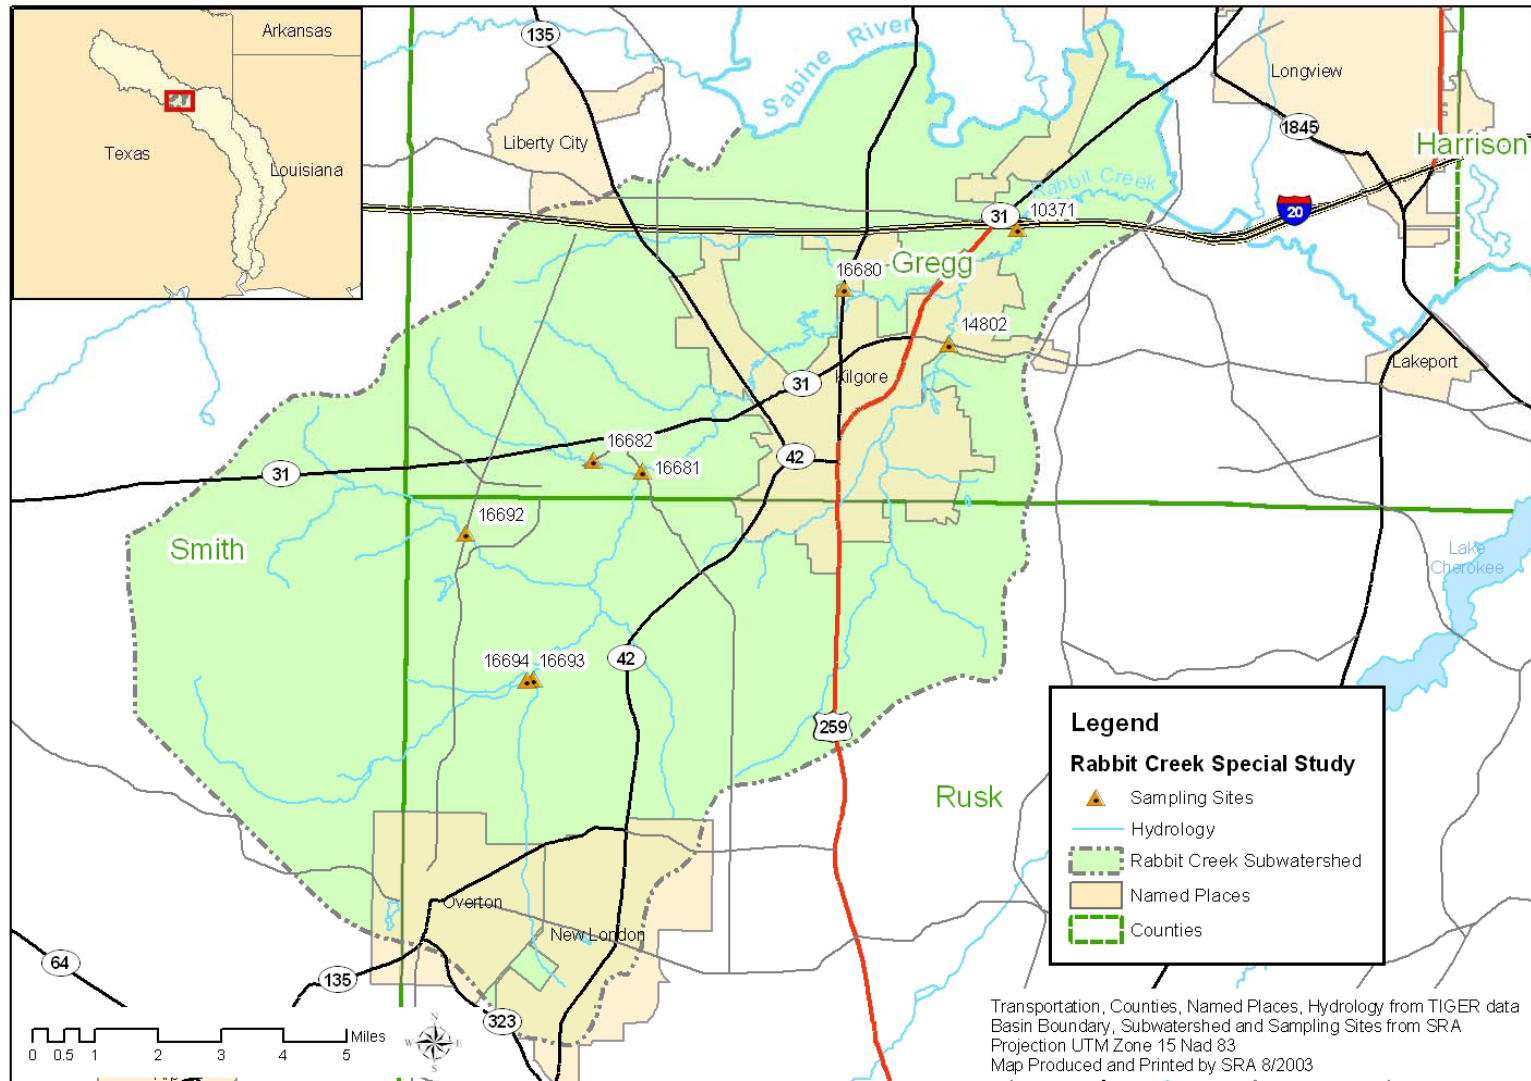 Arkansas
Texas
Louisiana
135
Sabine River
Longview
1845
Harrison
Liberty City
Rabbit Creek
31
10371
20
16680
Gregg
14802
Lakeport
31
Kilgore
16682
42
16681
31
16692
Smith
Lake
Cherokee
16694 16693
42
259
Legend
Rabbit Creek Special Study
Sampling Sites
Hydrology
Rabbit Creek Subwatershed
Named Places
Counties
Rusk
Overton
New London
64
135
323
N
W E
S
Miles
0 0.5 1 2 3 4 5
Transportation, Counties, Named Places, Hydrology from TIGER data
Basin Boundary, Subwatershed and Sampling Sites from SRA
Projection UTM Zone 15 Nad 83
Map Produced and Printed by SRA 8/2003